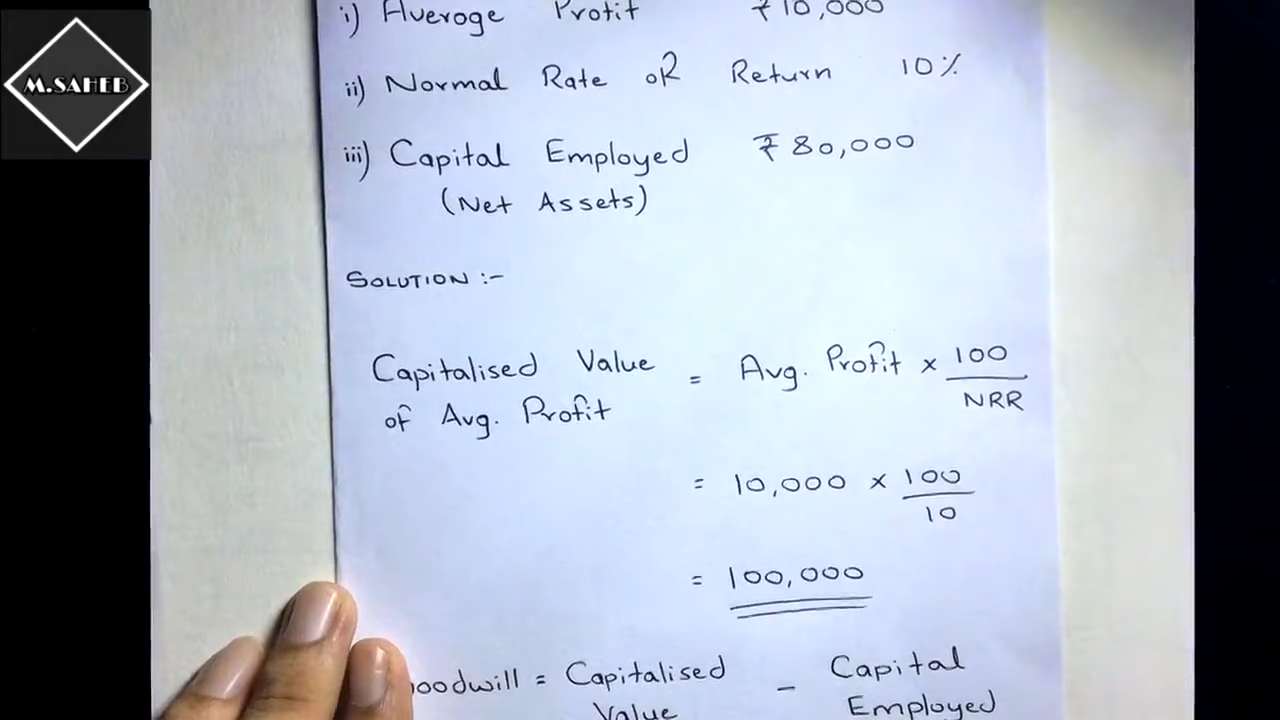 M.SAHEB
i) Average Profit ₹10,000
ii) Normal Rate of Return 10%
iii) Capital Employed ₹80,000
(Net Assets)
SOLUTION :-
Capitalised Value of Avg. Profit = Avg. Profit × 100/NRR
= 10,000 × 100/10
= 100,000
oodwill = Capitalised Value - Capital Employed